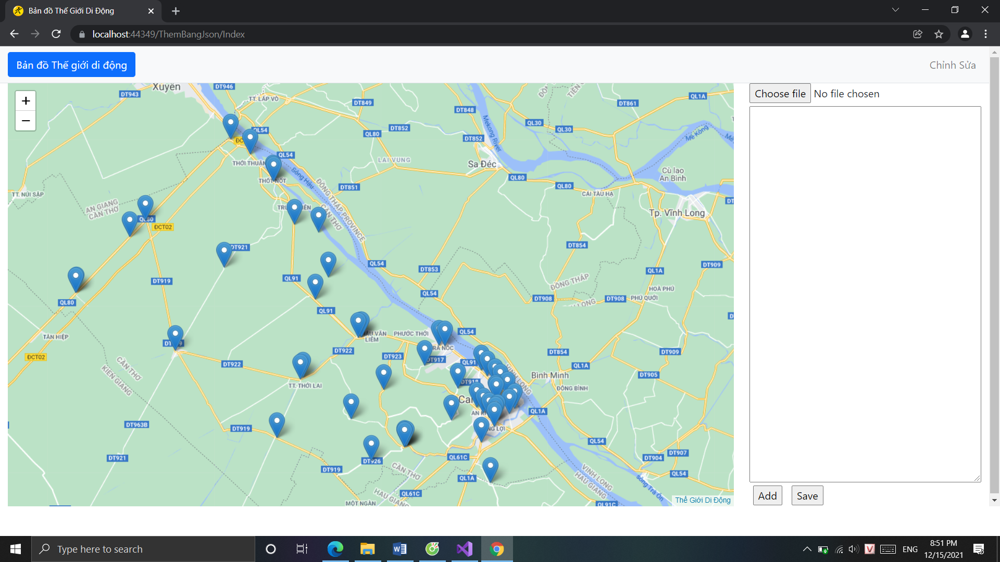 Bản đồ Thế Giới Di Động
localhost:44349/ThemBangJson/Index
Bản đồ Thế giới di động
Chỉnh Sửa
+
−
Choose file No file chosen
Xuyên
DT946
DT943
TT. LẤP VÒ
DT849
DT848
DT861
QL1A
QL54
QL80
DT852
DT852
QL30
QL30
Mekong River
Mê Kông
QL54
THỚI THUẬN
LAI VUNG
Sa Đéc
Cù lao
An Bình
THỐT NỐT
Sông Hậu
DT851
QL80
QL80
CÁI TÀU HẠ
TT. NÚI SẬP
AN GIANG
CẦN THƠ
ĐỒNG THÁP PROVINCE
CẦN THƠ
Tp. Vĩnh Long
QL80
ĐCT02
DT921
DT854
QL54
DT853
DT909
QL1A
DT919
QL91
ĐỒNG THÁP
HOÀ PHÚ
QL54
DT908
DT908
PHÚ QUỚI
QL80
QL91
TÂN HIỆP
LIÊM
PHƯỚC THỚI
QL54
DT922
DT923
DT917
QL91
DT854
DT909
ĐCT02
CẦN THƠ
KIÊN GIANG
DT922
QL1A
DT905
VĨNH LONG
Bình Minh
ĐÔNG BÌNH
TT. THỚI LAI
DT918
QL1A
DT963B
DT919
QL54
DT907
DT904
DT921
DT926
QL61C
DT919
CẦN THƠ
HẬU GIANG
QL1A
VĨNH LONG
HẬU GIANG
QL54
sông Trà Ôn
QL61C
MỘT NGÀN
QL91C
Thế Giới Di Động
Add Save
Type here to search
ENG
8:51 PM
12/15/2021